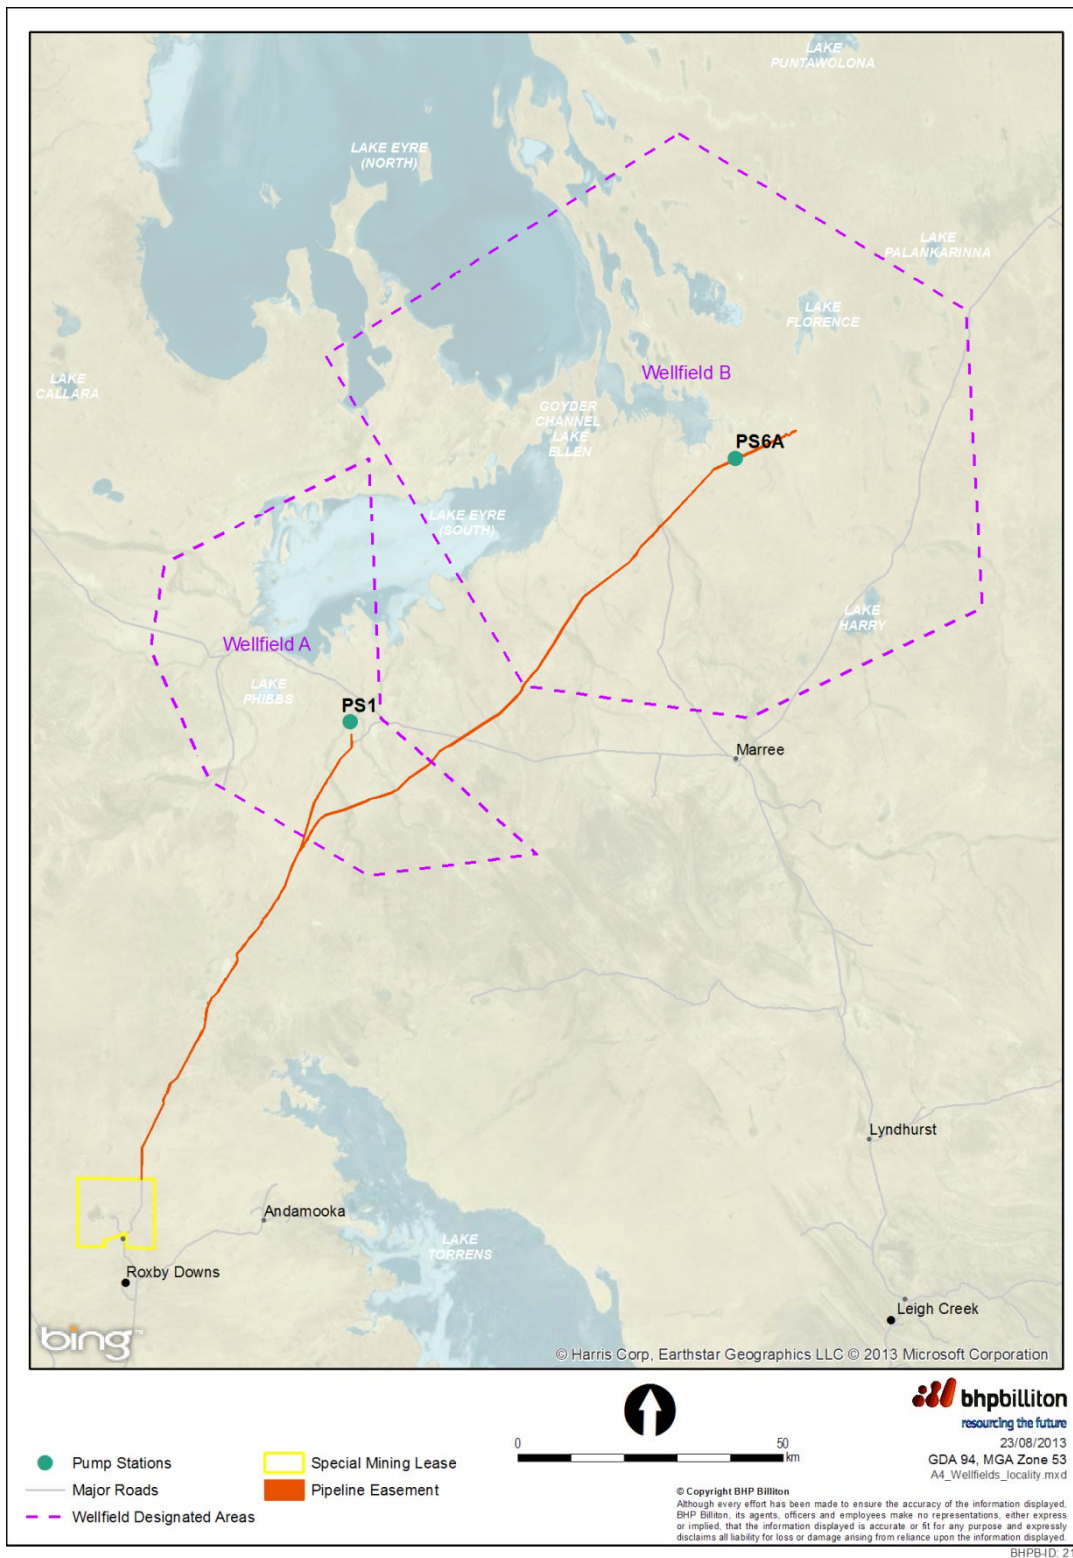 LAKE
PUNTAWOLONA
LAKE EYRE
(NORTH)
LAKE
PALANKARINNA
LAKE
FLORENCE
LAKE
CALLARA
Wellfield B
GOYDER
CHANNEL
LAKE
ELLEN
PS6A
LAKE EYRE
(SOUTH)
LAKE
HARRY
Wellfield A
LAKE
PHIBBS
PS1
Marree
Lyndhurst
Andamooka
LAKE
TORRENS
Roxby Downs
Leigh Creek
bing
© Harris Corp, Earthstar Geographics LLC © 2013 Microsoft Corporation
bhpbilliton
resourcing the future
23/08/2013
GDA 94, MGA Zone 53
A4_Wellfields_locality.mxd
0 50
km
Pump Stations
Major Roads
Wellfield Designated Areas
Special Mining Lease
Pipeline Easement
© Copyright BHP Billiton
Although every effort has been made to ensure the accuracy of the information displayed,
BHP Billiton, its agents, officers and employees make no representations, either express
or implied, that the information displayed is accurate or fit for any purpose and expressly
disclaims all liability for loss or damage arising from reliance upon the information displayed.
BHPB-ID: 21